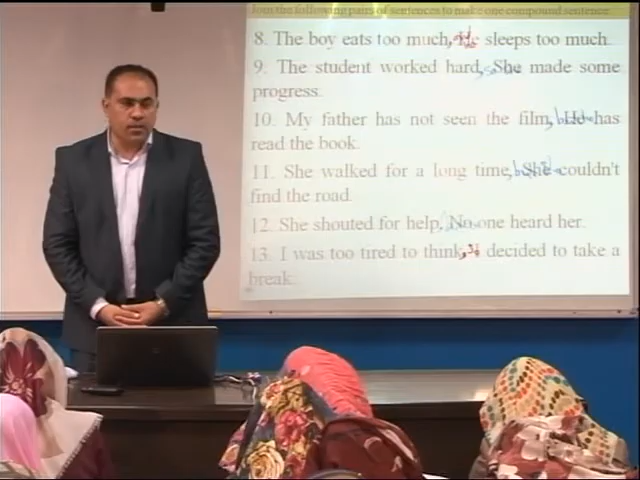 Join the following pairs of sentences to make one compound sentence.
8. The boy eats too much, He sleeps too much.
9. The student worked hard, She made some
progress.
10. My father has not seen the film, He has
read the book.
11. She walked for a long time, She couldn't
find the road.
12. She shouted for help, No one heard her.
13. I was too tired to think, decided to take a
break.